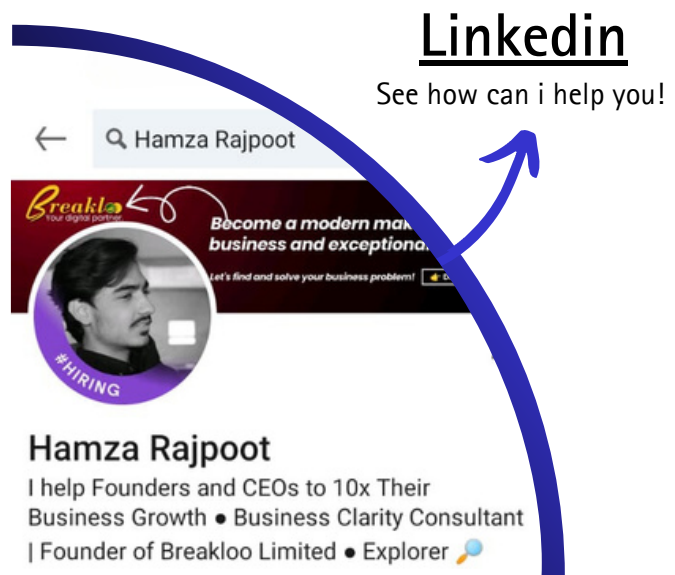 Linkedin
See how can i help you!
Hamza Rajpoot
Breakloo
Your digital partner.
Become a modern
business and
Let's find and solve your business problem!
#HIRING
Hamza Rajpoot
I help Founders and CEOs to 10x Their
Business Growth ● Business Clarity Consultant
| Founder of Breakloo Limited ● Explorer 🔎